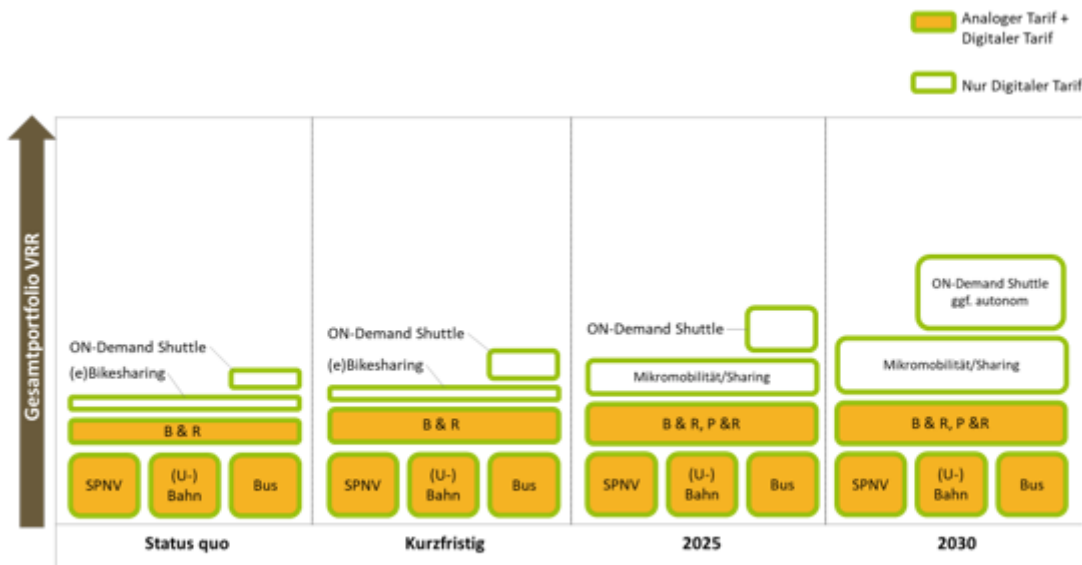 Analoger Tarif +
Digitaler Tarif
Nur Digitaler Tarif
Gesamtportfolio VRR
ON-Demand Shuttle
(e)Bikesharing
B & R
SPNV
(U-)
Bahn
Bus
Status quo
ON-Demand Shuttle
(e)Bikesharing
B & R
SPNV
(U-)
Bahn
Bus
Kurzfristig
ON-Demand Shuttle
Mikromobilität/Sharing
B & R, P &R
SPNV
(U-)
Bahn
Bus
2025
ON-Demand Shuttle
ggf. autonom
Mikromobilität/Sharing
B & R, P &R
SPNV
(U-)
Bahn
Bus
2030